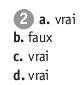 2 a. vrai
b. faux
c. vrai
d. vrai